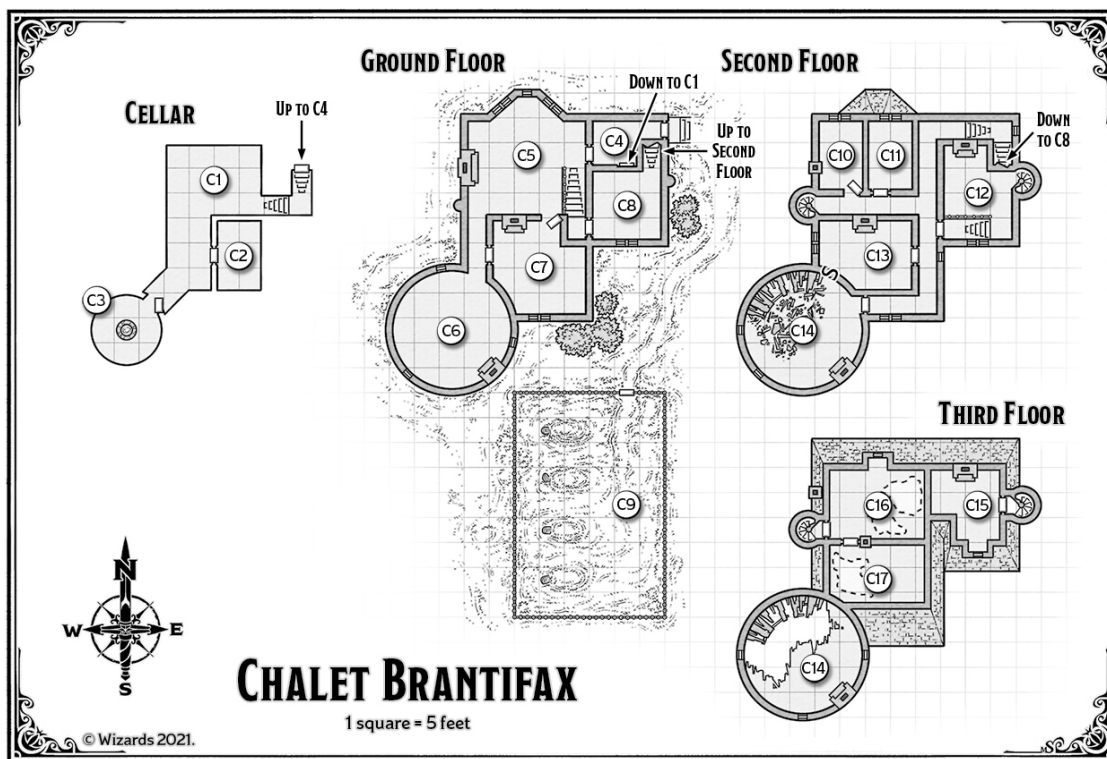 Ground Floor
Second Floor
Cellar
Third Floor
Up to C4
Down to C1
Up to
Second
Floor
Down
to C8
C1
C2
C3
C4
C5
C6
C7
C8
C9
C10
C11
C12
C13
S
C14
C15
C16
C17
C14
N
W
E
S
Chalet Brantifax
1 square = 5 feet
© Wizards 2021.